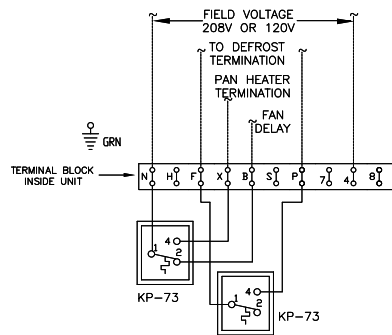 FIELD VOLTAGE
208V OR 120V
TO DEFROST
TERMINATION
PAN HEATER
TERMINATION
FAN
DELAY
GRN
TERMINAL BLOCK
INSIDE UNIT
N H F X B S P 7 4 8
4
1 2
KP-73
4
1 2
KP-73